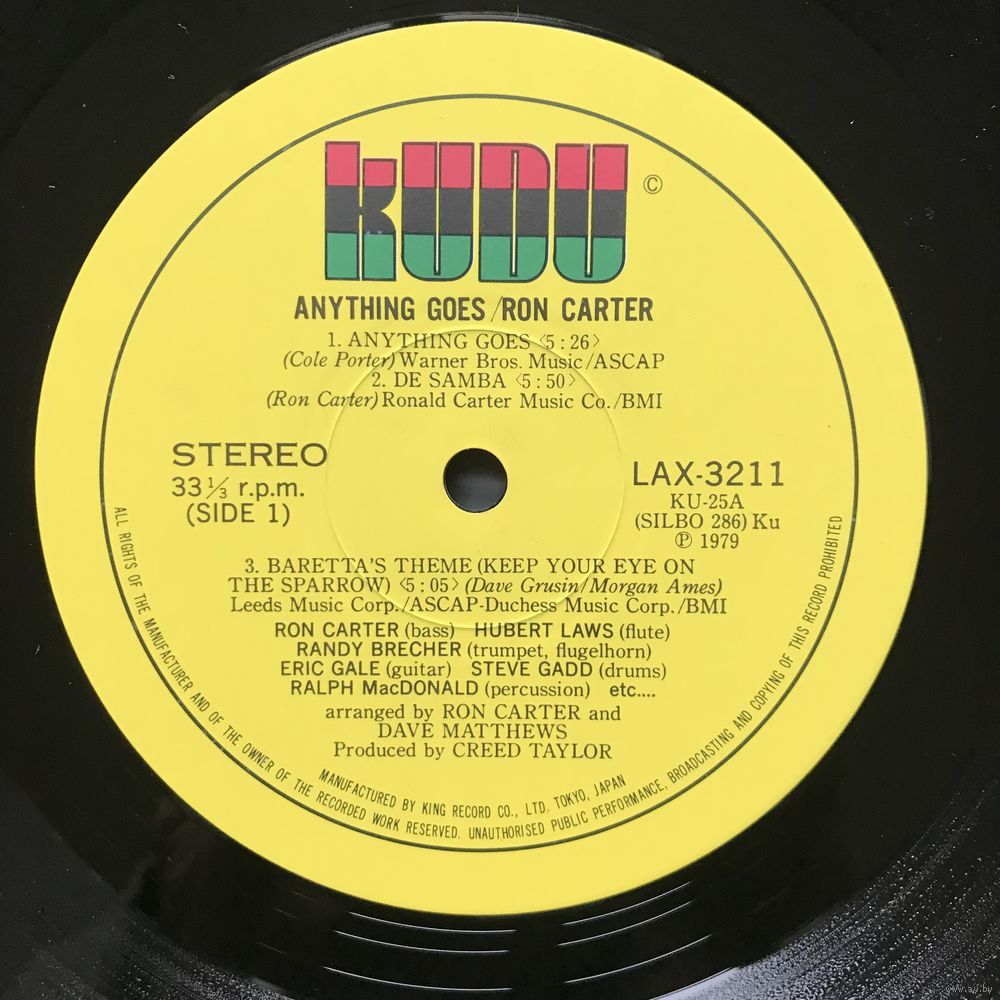 KUDU ©
ANYTHING GOES/RON CARTER
1. ANYTHING GOES <5:26>
(Cole Porter) Warner Bros. Music/ASCAP
2. DE SAMBA <5:50>
(Ron Carter) Ronald Carter Music Co./BMI
STEREO
33 1/3 r.p.m.
(SIDE 1)
LAX-3211
KU-25A
(SILBO 286) Ku
℗ 1979
3. BARETTA'S THEME (KEEP YOUR EYE ON
THE SPARROW) <5:05> (Dave Grusin/Morgan Ames)
Leeds Music Corp./ASCAP-Duchess Music Corp./BMI
RON CARTER (bass) HUBERT LAWS (flute)
RANDY BRECHER (trumpet, flugelhorn)
ERIC GALE (guitar) STEVE GADD (drums)
RALPH MacDONALD (percussion) etc....
arranged by RON CARTER and
DAVE MATTHEWS
Produced by CREED TAYLOR
MANUFACTURED BY KING RECORD CO., LTD. TOKYO, JAPAN
ALL RIGHTS OF THE MANUFACTURER AND OF THE OWNER OF THE RECORDED WORK RESERVED. UNAUTHORISED PUBLIC PERFORMANCE, BROADCASTING AND COPYING OF THIS RECORD PROHIBITED
www.ay.by